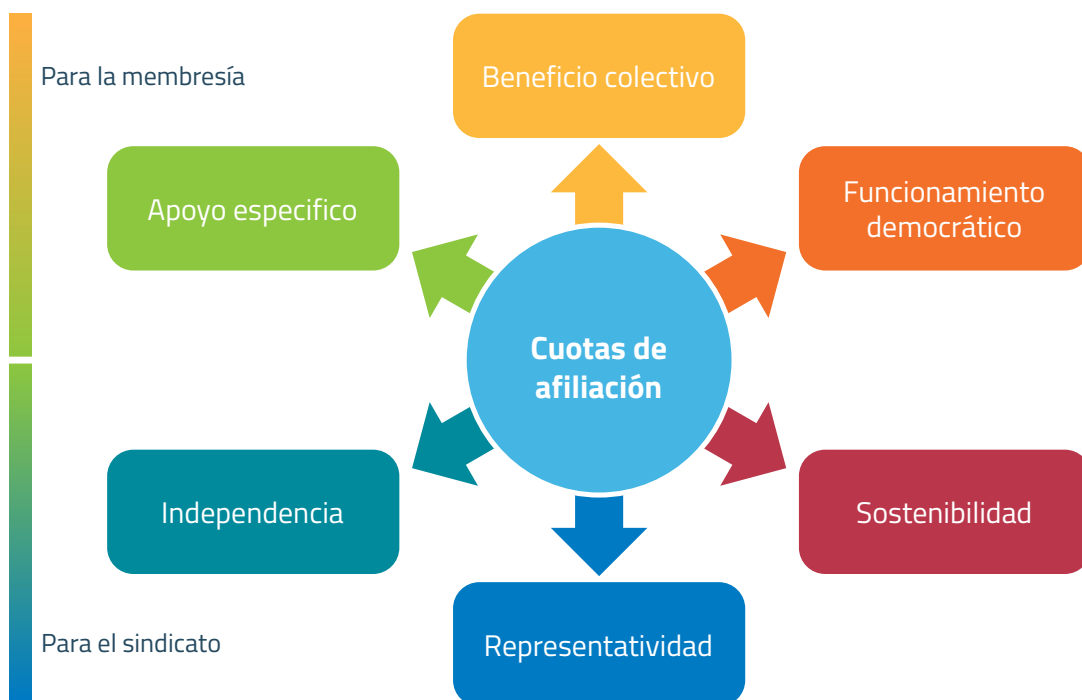 Para la membresía
Beneficio colectivo
Apoyo especifico
Funcionamiento
democrático
Cuotas de
afiliación
Independencia
Sostenibilidad
Para el sindicato
Representatividad